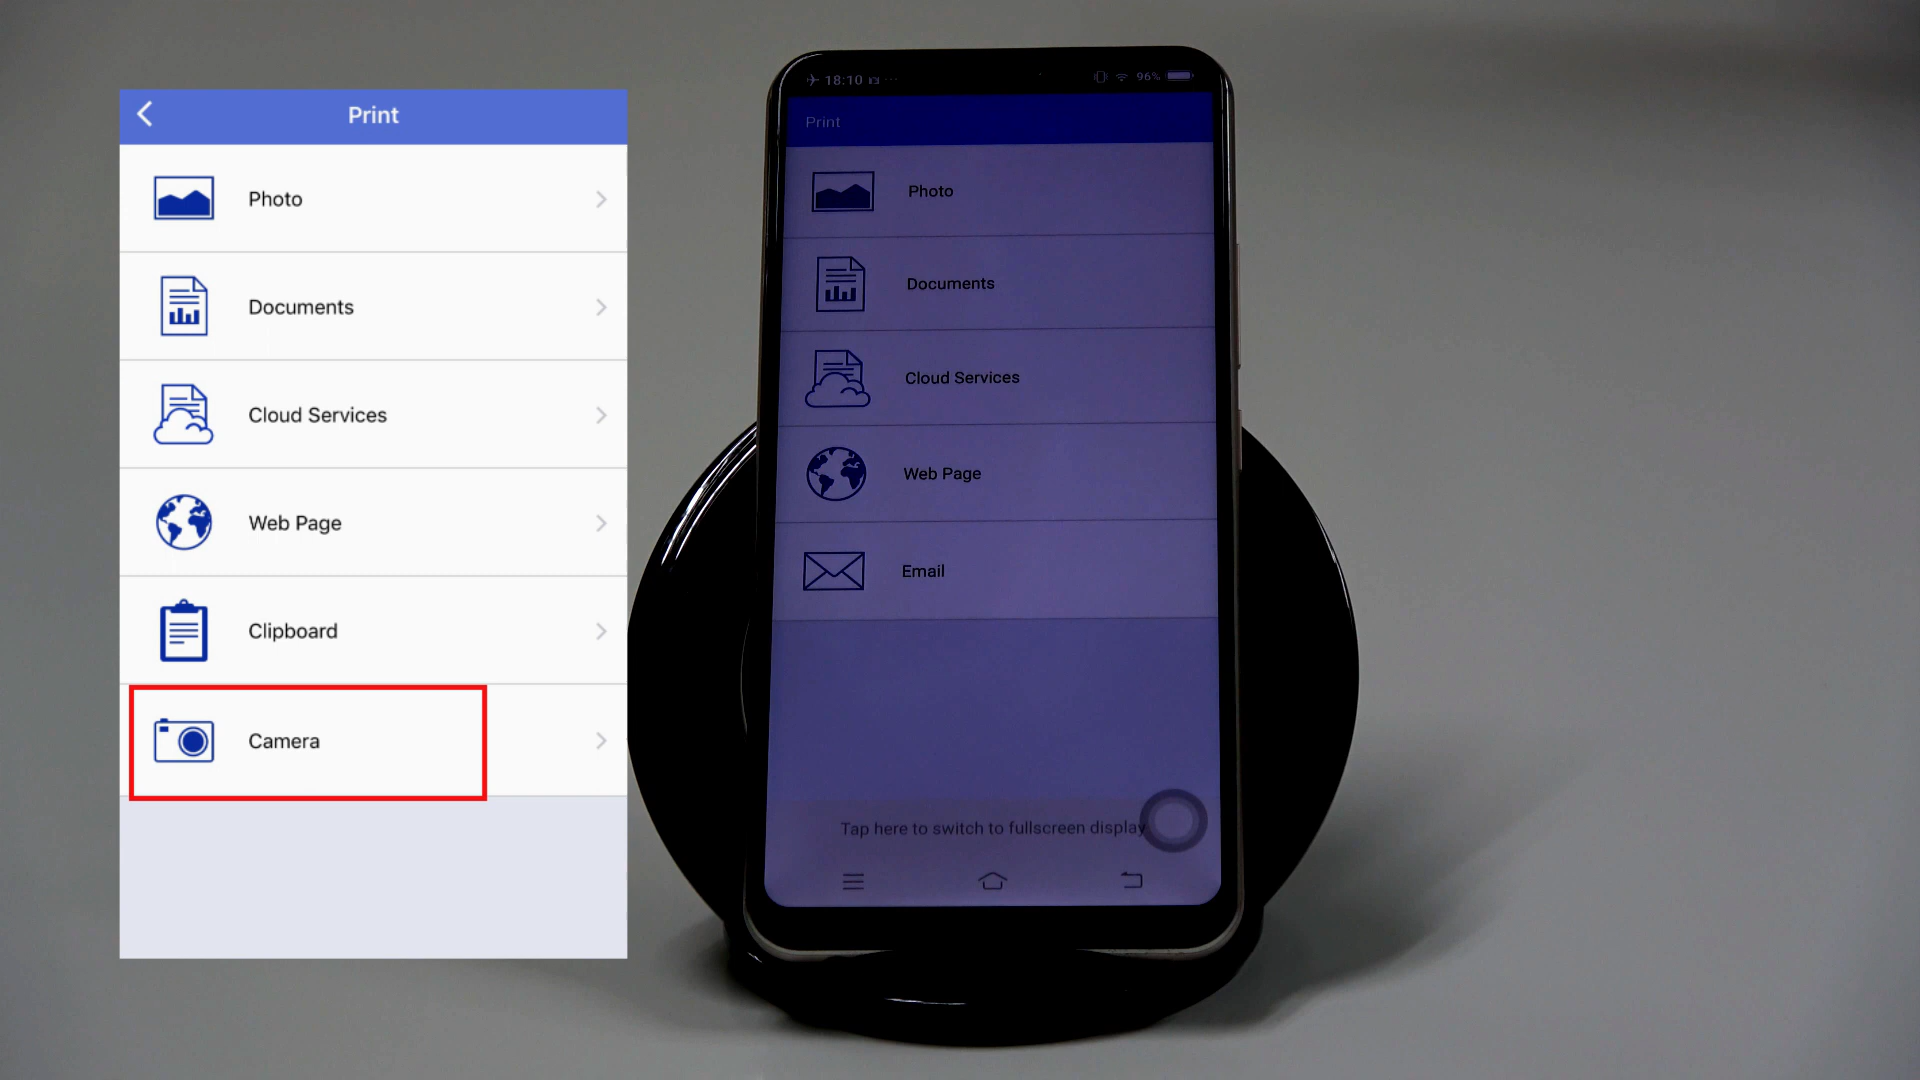 Print
Photo
Documents
Cloud Services
Web Page
Clipboard
Camera
18:10
96%
Print
Photo
Documents
Cloud Services
Web Page
Email
Tap here to switch to fullscreen display